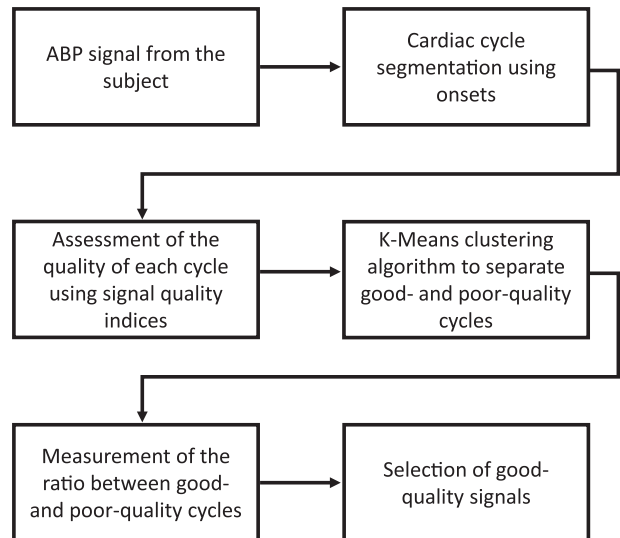 ABP signal from the
subject
Cardiac cycle
segmentation using
onsets
Assessment of the
quality of each cycle
using signal quality
indices
K-Means clustering
algorithm to separate
good- and poor-quality
cycles
Measurement of the
ratio between good-
and poor-quality cycles
Selection of good-
quality signals